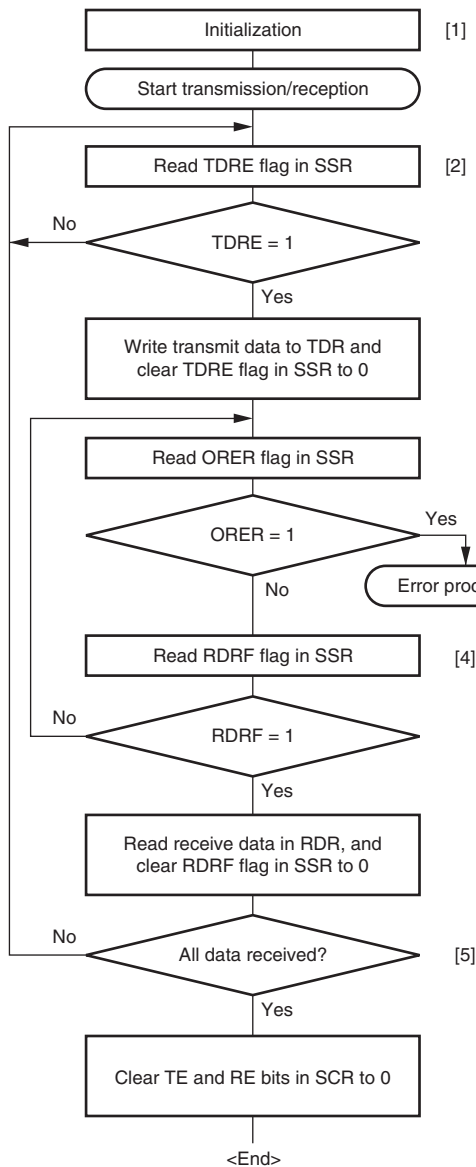 Initialization [1]
Start transmission/reception
Read TDRE flag in SSR [2]
No
TDRE = 1
Yes
Write transmit data to TDR and
clear TDRE flag in SSR to 0
Read ORER flag in SSR
Yes
ORER = 1
No
Error
Read RDRF flag in SSR [4]
No
RDRF = 1
Yes
Read receive data in RDR, and
clear RDRF flag in SSR to 0
No
All data received? [5]
Yes
Clear TE and RE bits in SCR to 0
<End>